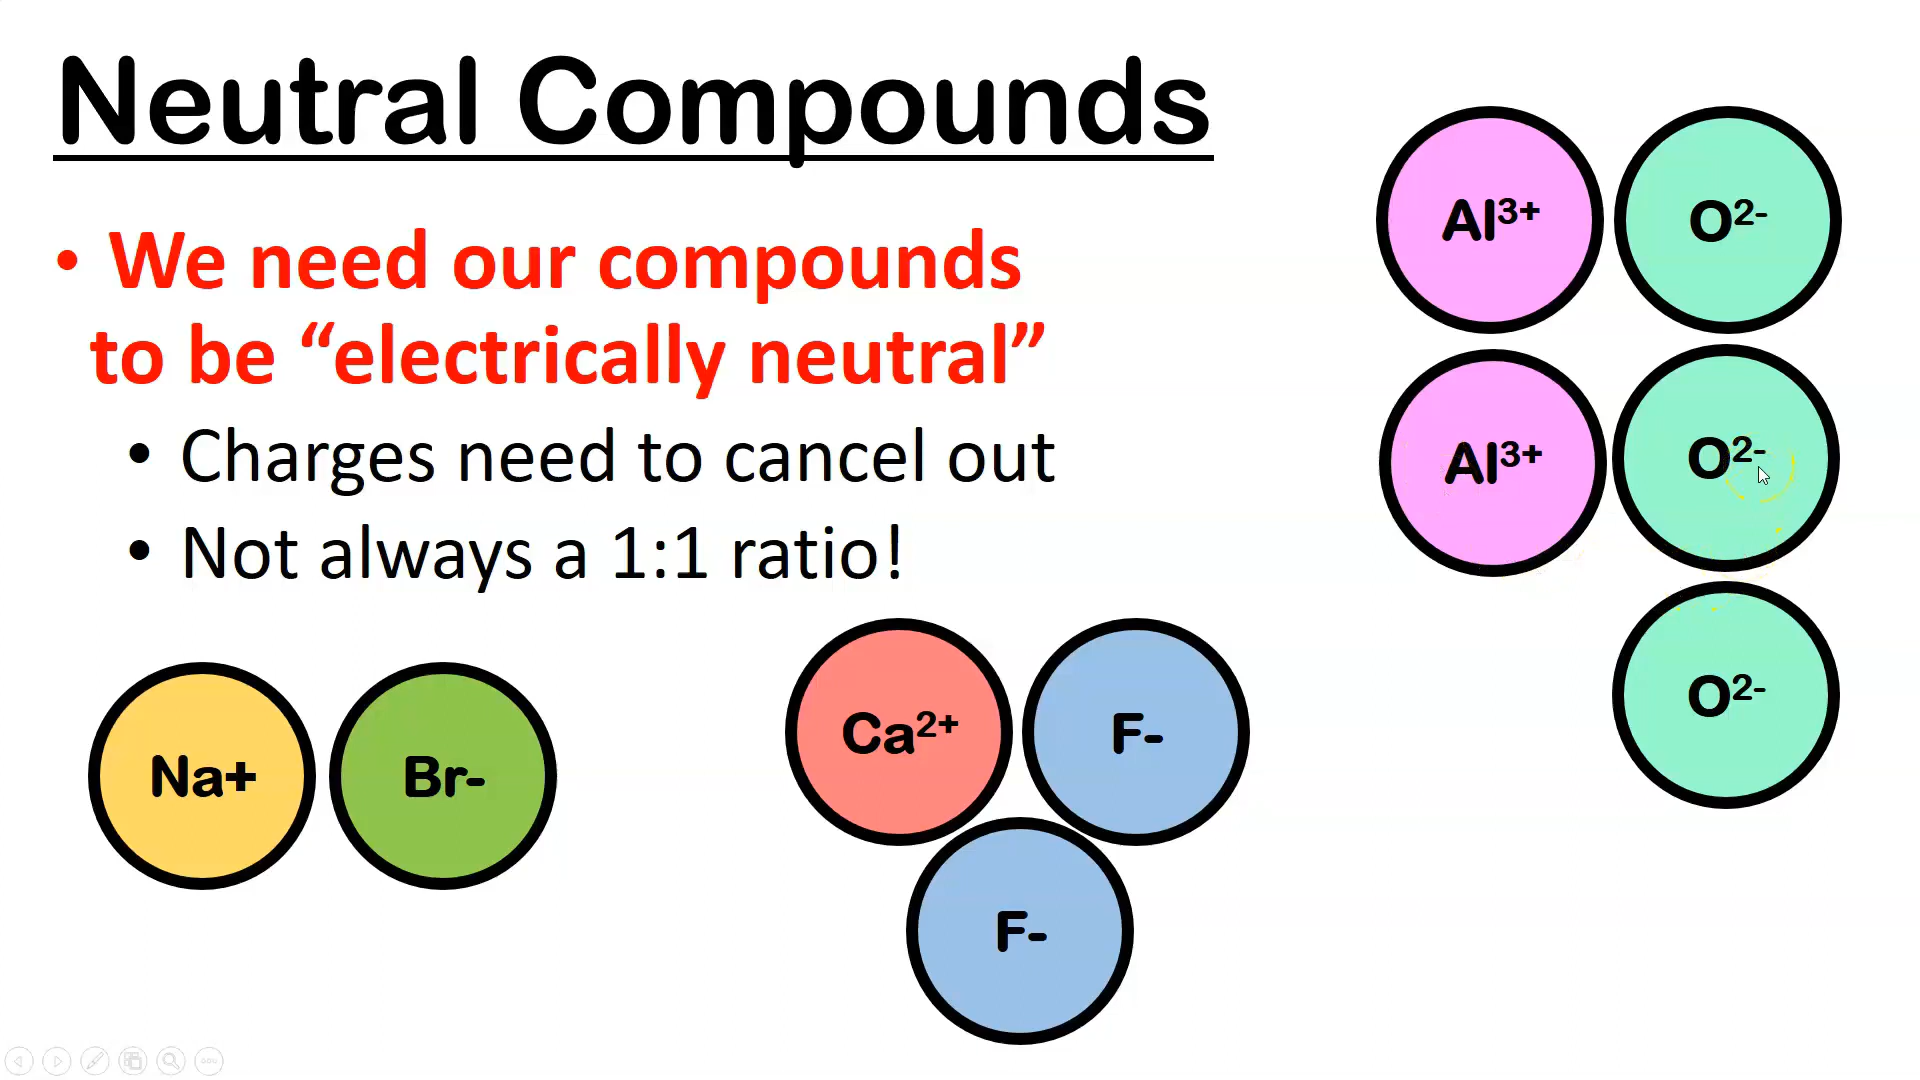 Neutral Compounds
• We need our compounds
to be “electrically neutral”
• Charges need to cancel out
• Not always a 1:1 ratio!
Na+ Br-
Ca²⁺ F-
F-
Al³⁺ O²⁻
Al³⁺ O²⁻
O²⁻